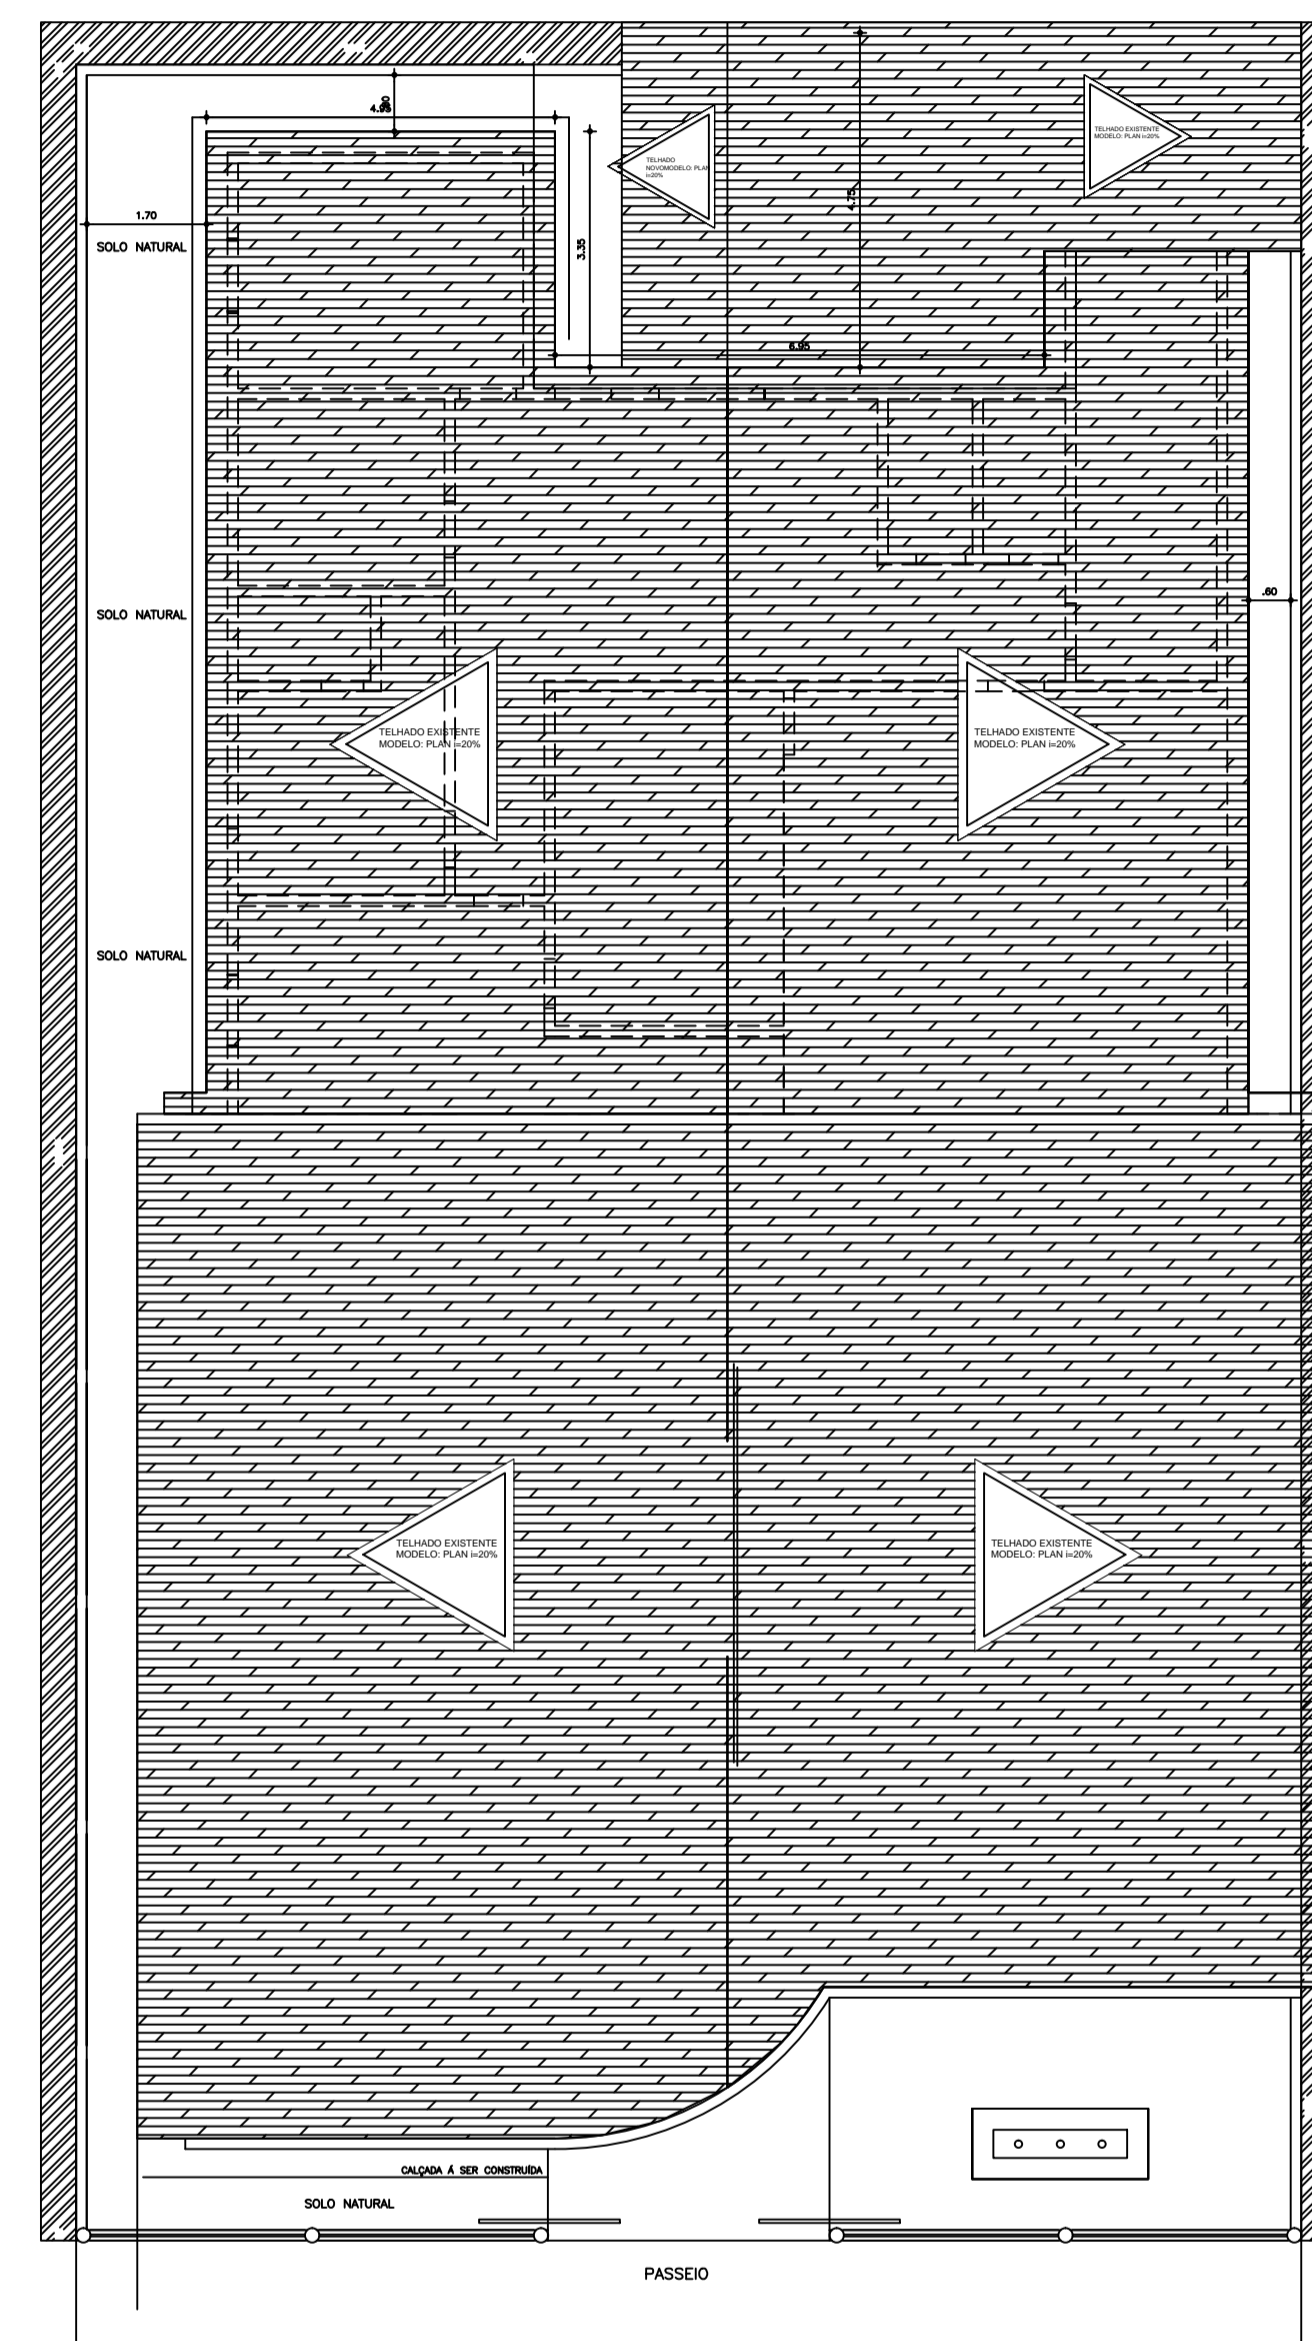 4.95
TELHADO EXISTENTE
MODELO: PLAN i=20%
TELHADO
NOVOMODELO: PLAN
i=20%
1.70
4.75
SOLO NATURAL
3.35
6.95
.60
SOLO NATURAL
TELHADO EXISTENTE
MODELO: PLAN i=20%
TELHADO EXISTENTE
MODELO: PLAN i=20%
SOLO NATURAL
TELHADO EXISTENTE
MODELO: PLAN i=20%
TELHADO EXISTENTE
MODELO: PLAN i=20%
CALÇADA Á SER CONSTRUÍDA
SOLO NATURAL
PASSEIO